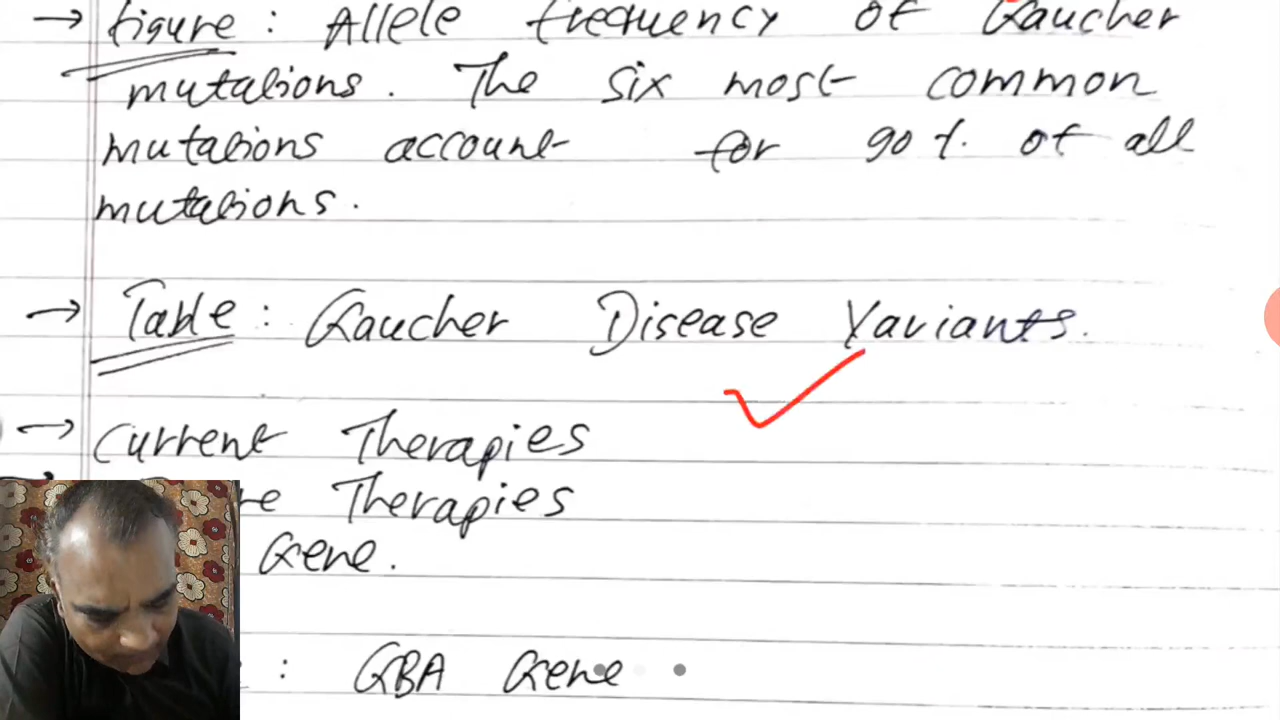 → figure : Allele frequency of Gaucher
mutations. The six most common
mutations account for 90%. of all
mutations.
→ Table : Gaucher Disease Variants.
→ Current Therapies
Therapies
Gene.
: GBA Gene